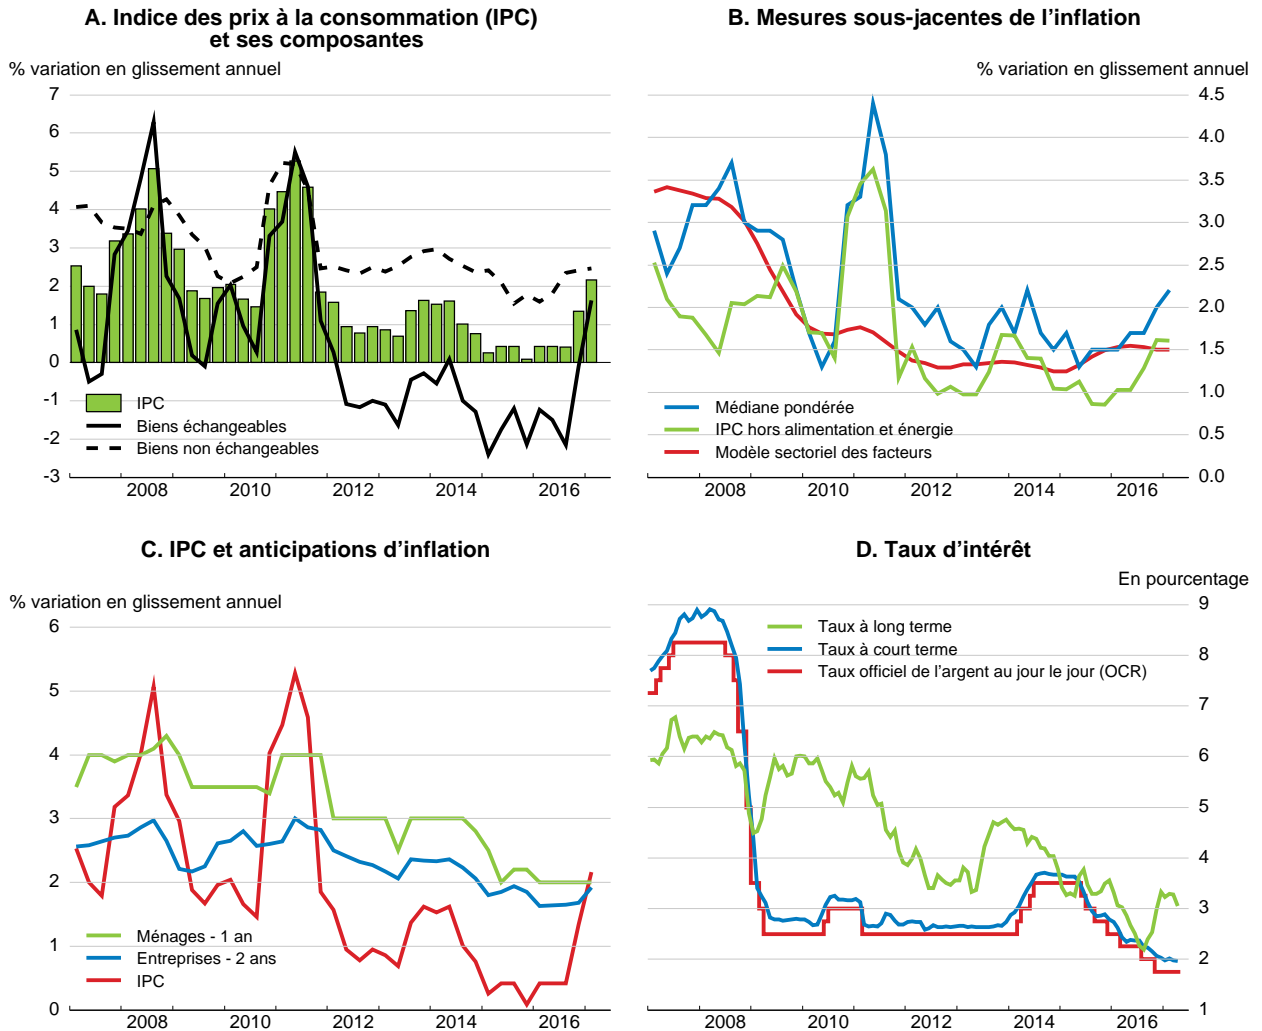 A. Indice des prix à la consommation (IPC)
et ses composantes
% variation en glissement annuel
7
6
5
4
3
2
1
0
-1
-2
-3
IPC
Biens échangeables
Biens non échangeables
2008
2010
2012
2014
2016
B. Mesures sous-jacentes de l'inflation
% variation en glissement annuel
4.5
4.0
3.5
3.0
2.5
2.0
1.5
1.0
0.5
0.0
Médiane pondérée
IPC hors alimentation et énergie
Modèle sectoriel des facteurs
2008
2010
2012
2014
2016
C. IPC et anticipations d'inflation
% variation en glissement annuel
6
5
4
3
2
1
0
Ménages - 1 an
Entreprises - 2 ans
IPC
2008
2010
2012
2014
2016
D. Taux d'intérêt
En pourcentage
9
8
7
6
5
4
3
2
1
Taux à long terme
Taux à court terme
Taux officiel de l'argent au jour le jour (OCR)
2008
2010
2012
2014
2016